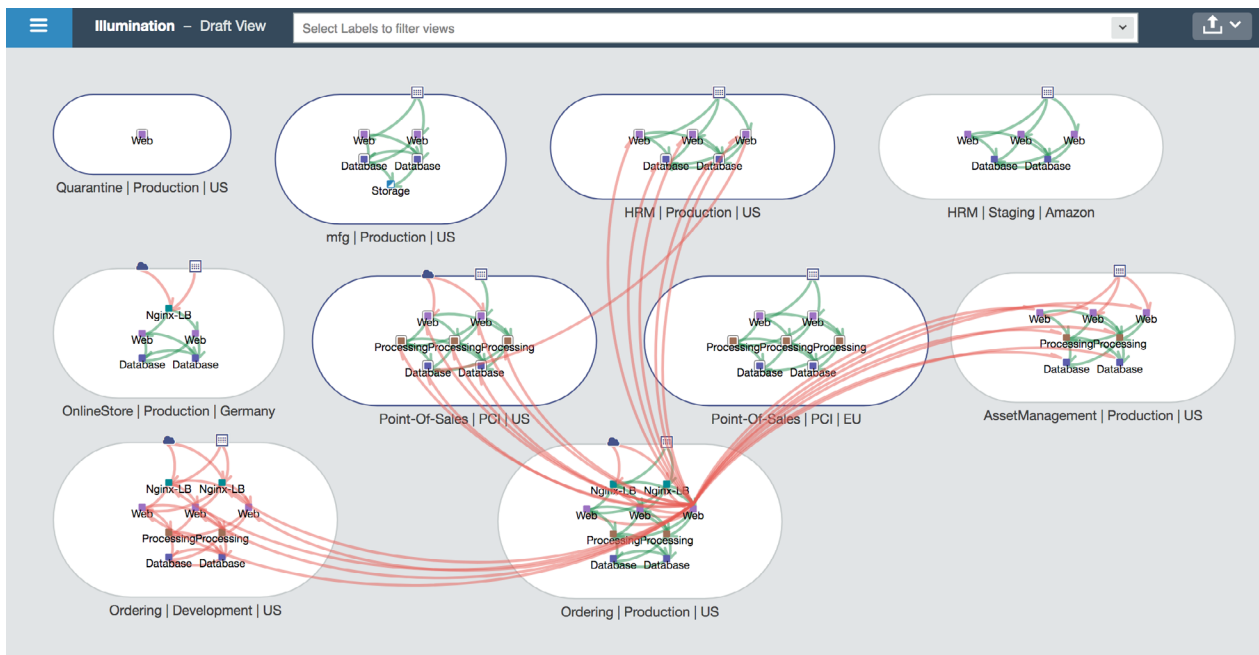 Illumination – Draft View
Select Labels to filter views
Web
Quarantine | Production | US
Web Web
Database Database
Storage
mfg | Production | US
Web Web Web
Database Database
HRM | Production | US
Web Web Web
Database Database
HRM | Staging | Amazon
Nginx-LB
Web Web
Database Database
OnlineStore | Production | Germany
Web Web
ProcessingProcessingProcessing
Database Database
Point-Of-Sales | PCI | US
Web Web
ProcessingProcessingProcessing
Database Database
Point-Of-Sales | PCI | EU
Web Web Web
ProcessingProcessing
Database Database
AssetManagement | Production | US
Nginx-LB Nginx-LB
Web Web Web
ProcessingProcessing
Database Database
Ordering | Development | US
Nginx-LB Nginx-LB
Web Web Web
ProcessingProcessing
Database Database
Ordering | Production | US